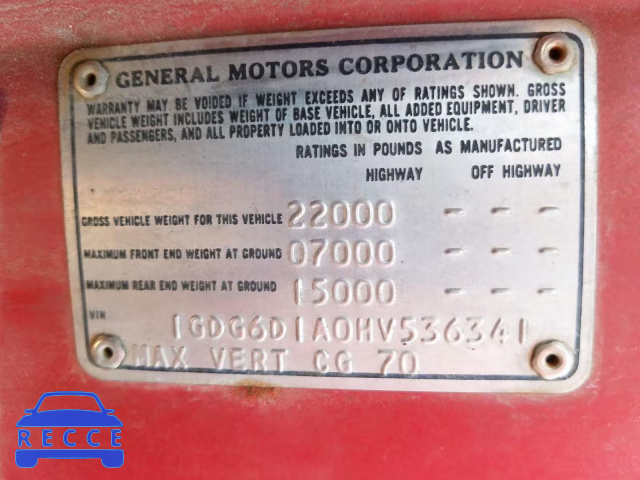 GENERAL MOTORS CORPORATION
WARRANTY MAY BE VOIDED IF WEIGHT EXCEEDS ANY OF RATINGS SHOWN. GROSS
VEHICLE WEIGHT INCLUDES WEIGHT OF BASE VEHICLE, ALL ADDED EQUIPMENT, DRIVER
AND PASSENGERS, AND ALL PROPERTY LOADED INTO OR ONTO VEHICLE.
RATINGS IN POUNDS AS MANUFACTURED
HIGHWAY OFF HIGHWAY
GROSS VEHICLE WEIGHT FOR THIS VEHICLE 22000 - - -
MAXIMUM FRONT END WEIGHT AT GROUND 07000 - - -
MAXIMUM REAR END WEIGHT AT GROUND 15000 - - -
VIN
1GDG6D1A0HV536341
MAX VERT CG 70
RECCE